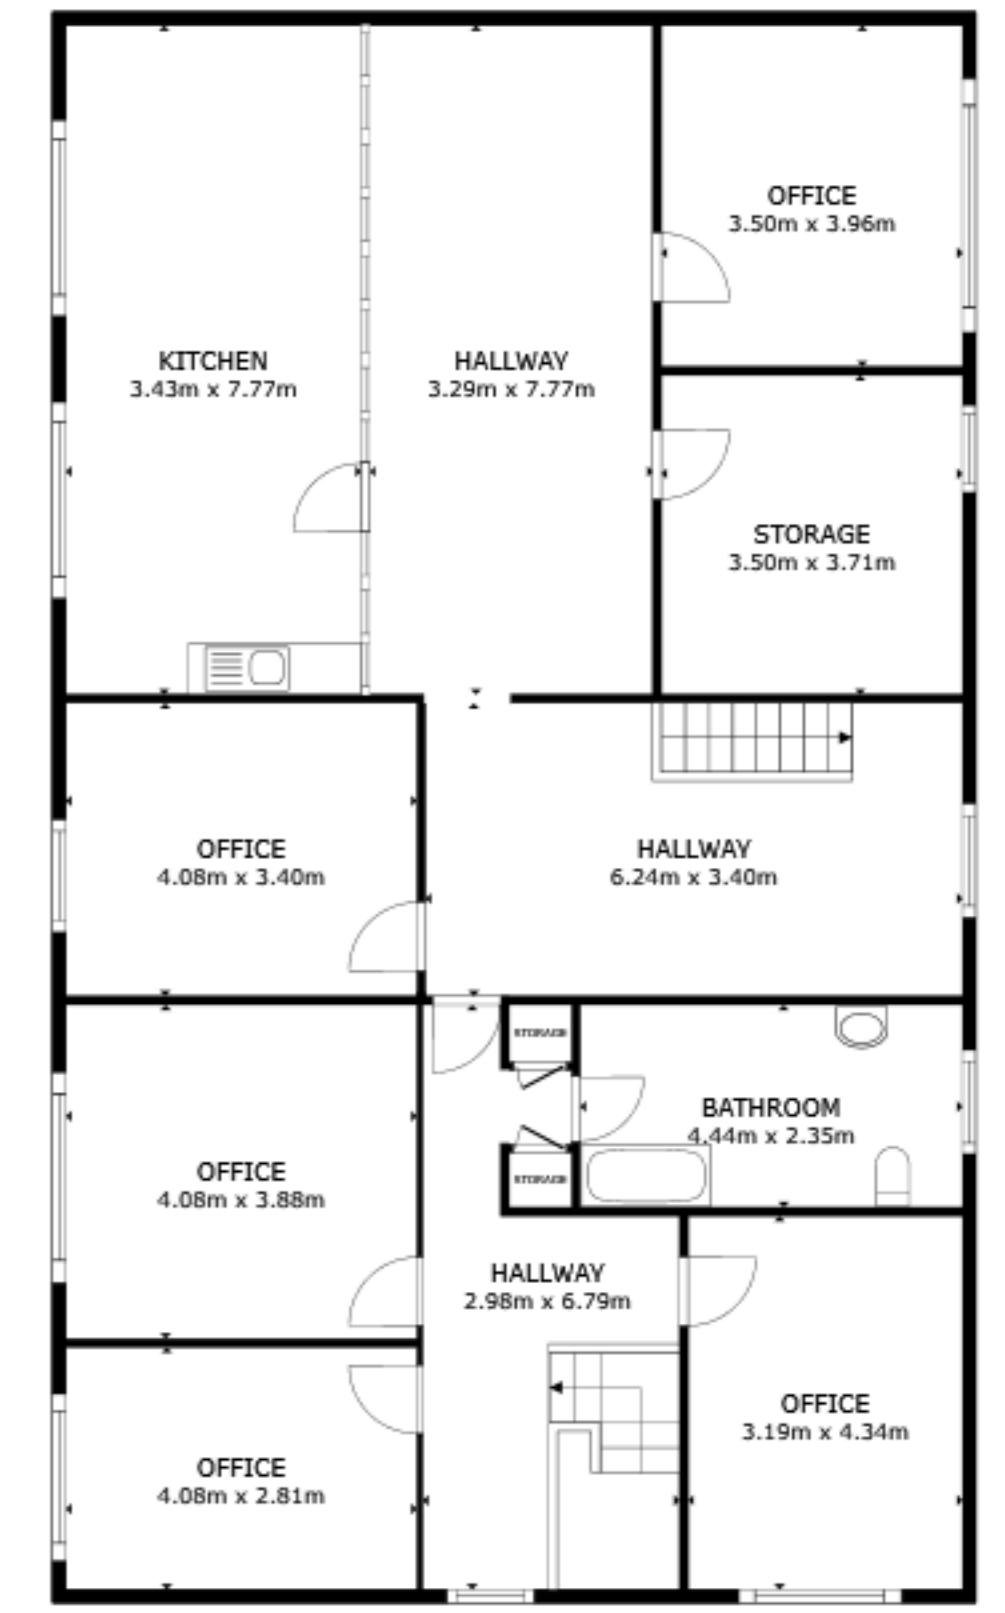 OFFICE
3.50m x 3.96m
KITCHEN
3.43m x 7.77m
HALLWAY
3.29m x 7.77m
STORAGE
3.50m x 3.71m
OFFICE
4.08m x 3.40m
HALLWAY
6.24m x 3.40m
STORAGE
BATHROOM
4.44m x 2.35m
OFFICE
4.08m x 3.88m
STORAGE
HALLWAY
2.98m x 6.79m
OFFICE
3.19m x 4.34m
OFFICE
4.08m x 2.81m